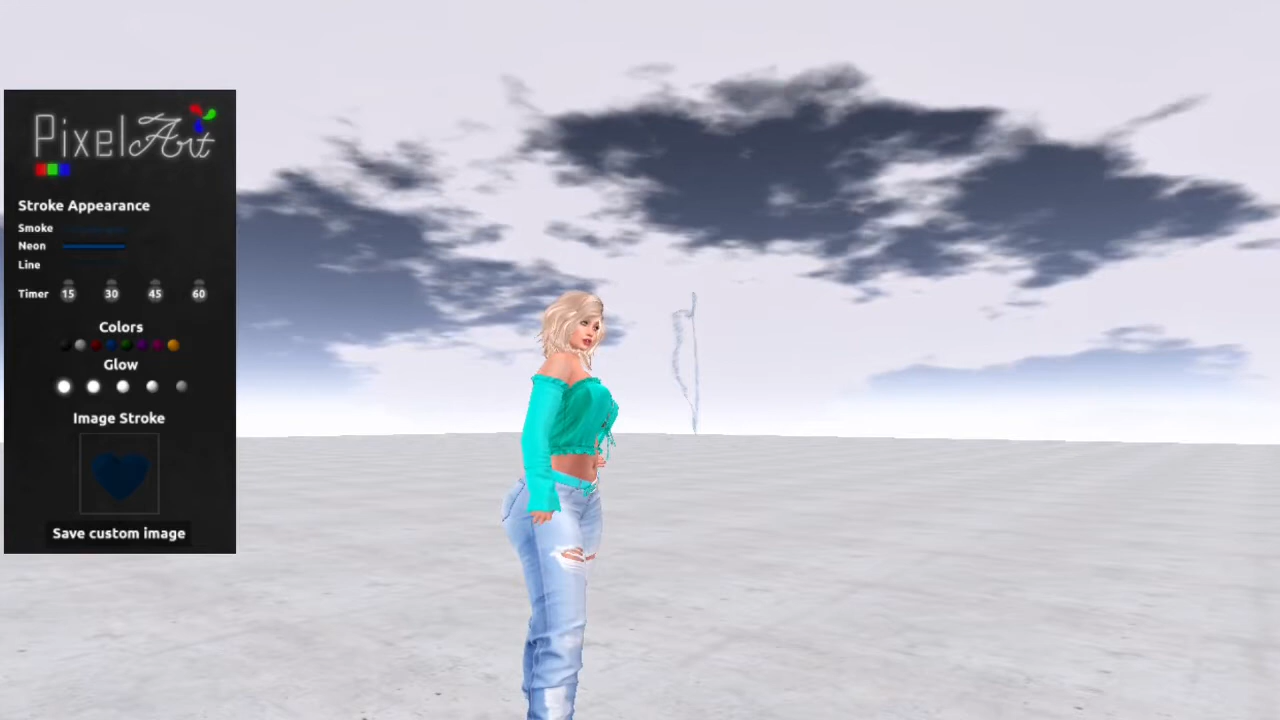 PixelArt
Stroke Appearance
Smoke
Neon
Line
Timer 15 30 45 60
Colors
Glow
Image Stroke
Save custom image